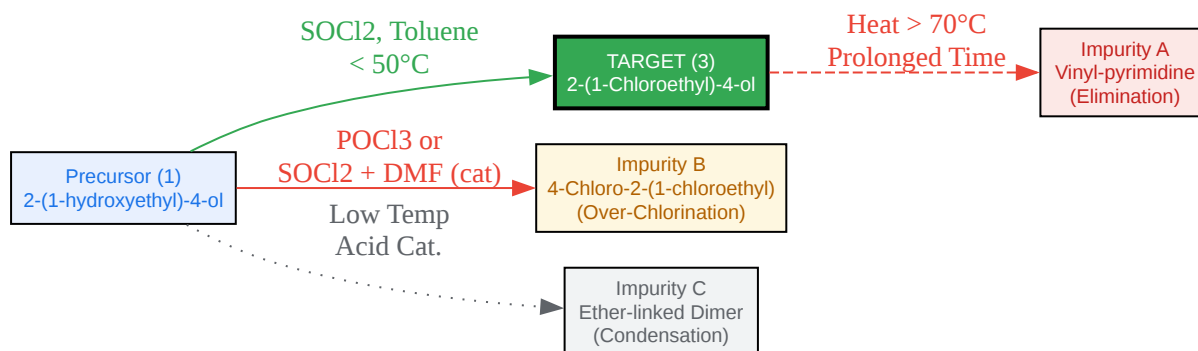 SOCl2, Toluene
< 50°C
TARGET (3)
2-(1-Chloroethyl)-4-ol
Heat > 70°C
Prolonged Time
Impurity A
Vinyl-pyrimidine
(Elimination)
Precursor (1)
2-(1-hydroxyethyl)-4-ol
POCl3 or
SOCl2 + DMF (cat)
Impurity B
4-Chloro-2-(1-chloroethyl)
(Over-Chlorination)
Low Temp
Acid Cat.
Impurity C
Ether-linked Dimer
(Condensation)